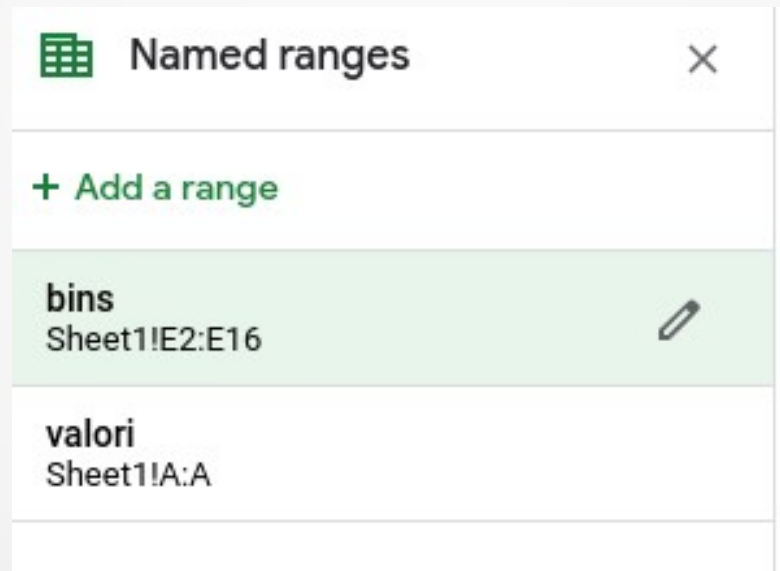 Named ranges
+ Add a range
bins
Sheet1!E2:E16
valori
Sheet1!A:A